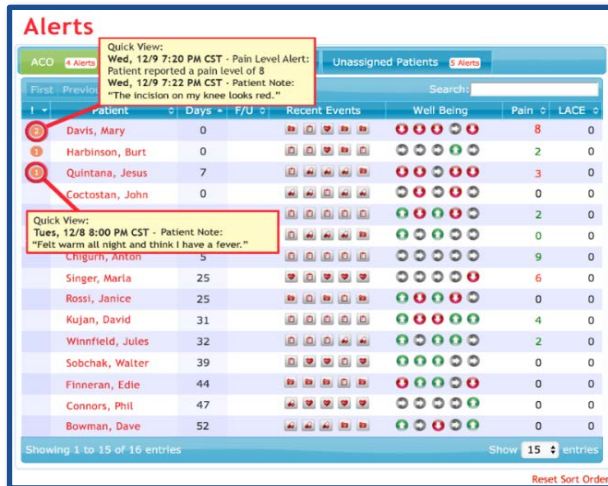 Alerts
ACO 4 Alerts
Unassigned Patients 5 Alerts
Quick View:
Wed, 12/9 7:20 PM CST - Pain Level Alert:
Patient reported a pain level of 8
Wed, 12/9 7:22 PM CST - Patient Note:
"The incision on my knee looks red."
First Previou
Search:
! Patient Days F/U Recent Events Well Being Pain LACE
2 Davis, Mary 0 8 0
1 Harbinson, Burt 0 2 0
1 Quintana, Jesus 7 3 0
Coctostan, John 0 0 0
Quick View:
Tues, 12/8 8:00 PM CST - Patient Note:
"Felt warm all night and think I have a fever."
2 0
0 0
Chigurh, Anton 5 9 0
Singer, Marla 25 6 0
Rossi, Janice 25 0 0
Kujan, David 31 4 0
Winnfield, Jules 32 2 0
Sobchak, Walter 39 0 0
Finneran, Edie 44 0 0
Connors, Phil 47 0 0
Bowman, Dave 52 0 0
Showing 1 to 15 of 16 entries
Show 15 entries
Reset Sort Order